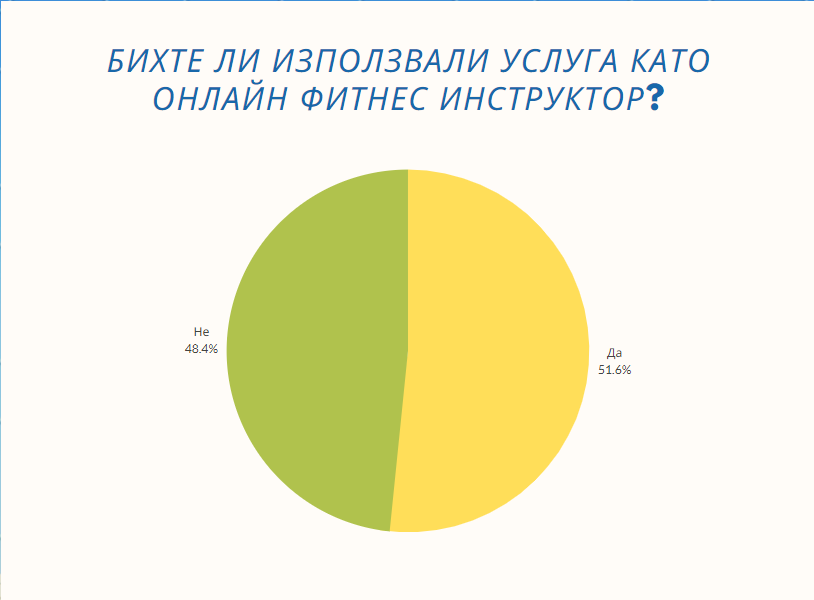 БИХТЕ ЛИ ИЗПОЛЗВАЛИ УСЛУГА КАТО
ОНЛАЙН ФИТНЕС ИНСТРУКТОР?
Не
48.4%
Да
51.6%